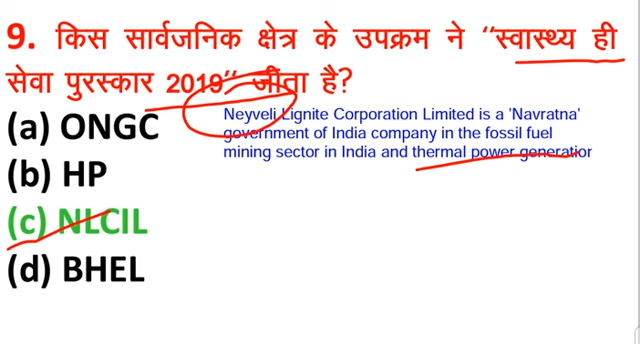 9. किस सार्वजनिक क्षेत्र के उपक्रम ने "स्वास्थ्य ही
सेवा पुरस्कार 2019" जीता है?
(a) ONGC
(b) HP
(c) NLCIL
(d) BHEL
Neyveli Lignite Corporation Limited is a 'Navratna'
government of India company in the fossil fuel
mining sector in India and thermal power generation